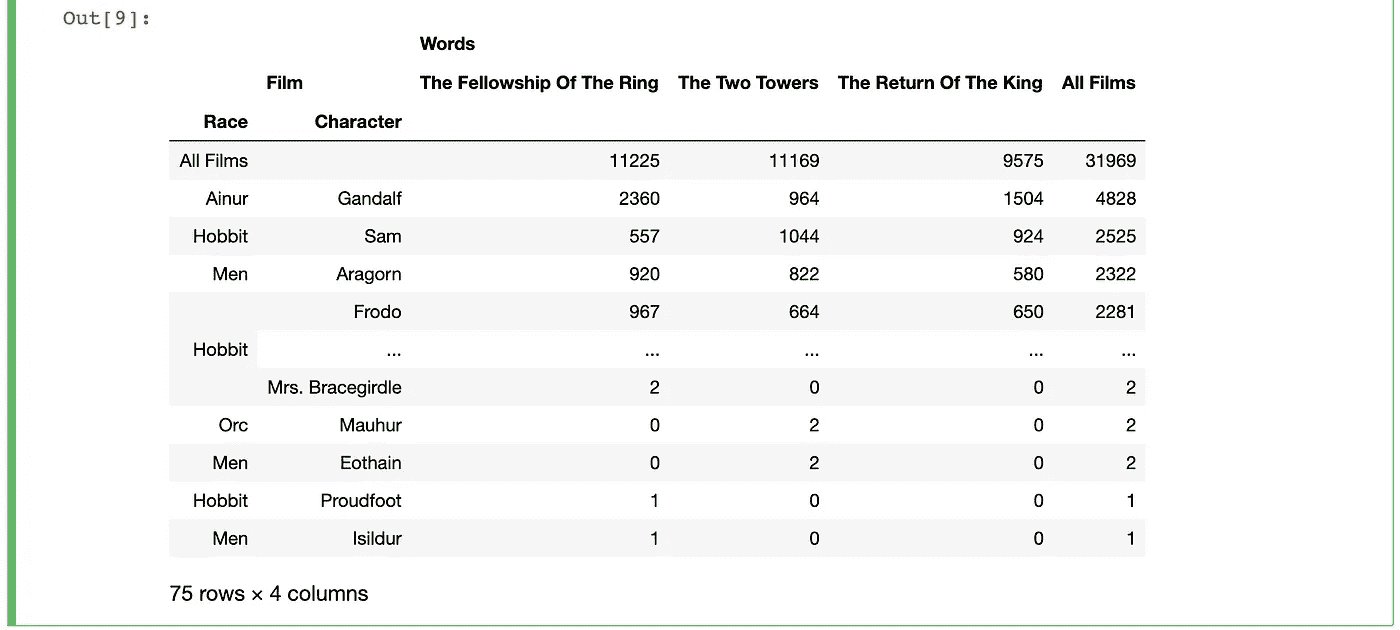 Out[9]:
Words
Film The Fellowship Of The Ring The Two Towers The Return Of The King All Films
Race Character
All Films 11225 11169 9575 31969
Ainur Gandalf 2360 964 1504 4828
Hobbit Sam 557 1044 924 2525
Men Aragorn 920 822 580 2322
Frodo 967 664 650 2281
Hobbit ... ... ... ... ...
Mrs. Bracegirdle 2 0 0 2
Orc Mauhur 0 2 0 2
Men Eothain 0 2 0 2
Hobbit Proudfoot 1 0 0 1
Men Isildur 1 0 0 1
75 rows × 4 columns